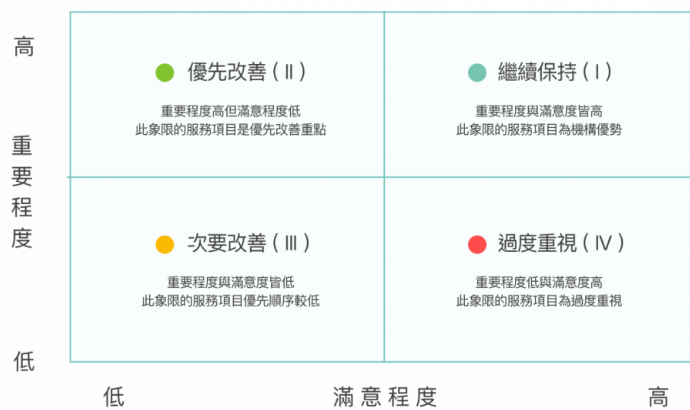 高
優先改善 ( II )
重要程度高但滿意程度低
此象限的服務項目是優先改善重點
繼續保持 ( I )
重要程度與滿意度皆高
此象限的服務項目為機構優勢
重要程度
次要改善 ( III )
重要程度與滿意度皆低
此象限的服務項目優先順序較低
過度重視 ( IV )
重要程度低與滿意度高
此象限的服務項目為過度重視
低
低
滿意程度
高